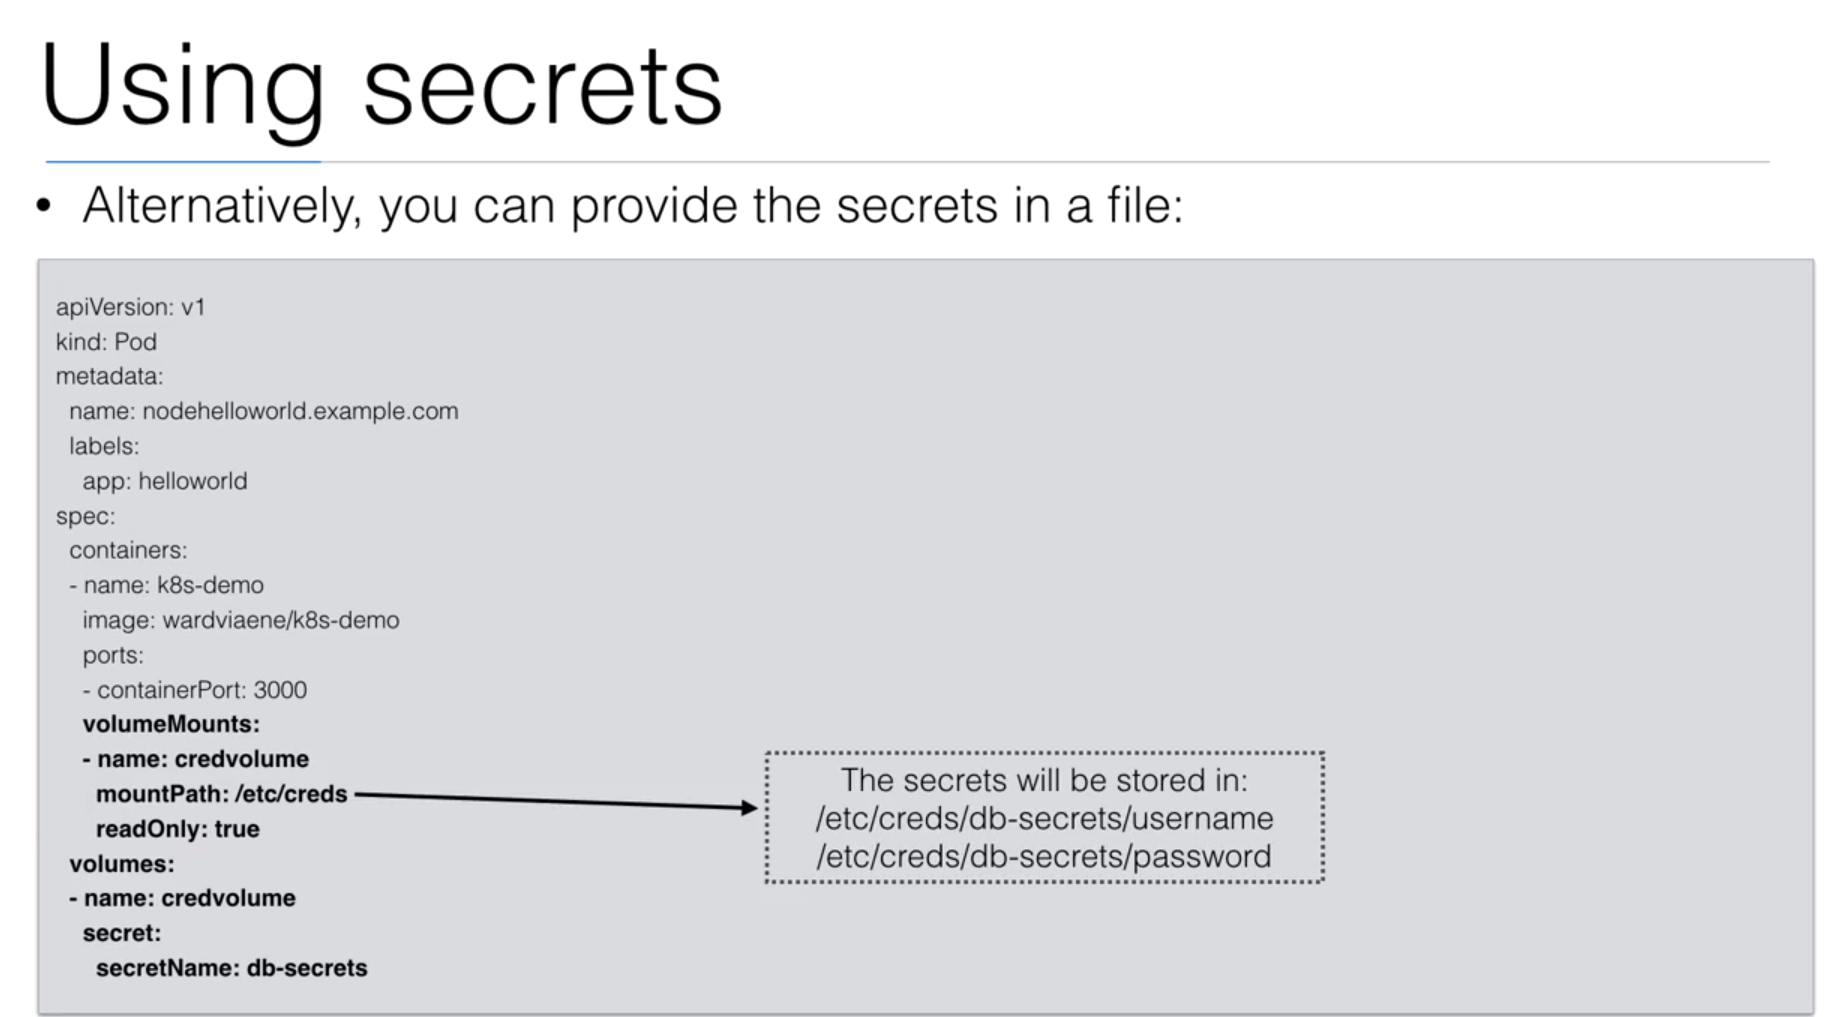 Using secrets
• Alternatively, you can provide the secrets in a file:
apiVersion: v1
kind: Pod
metadata:
  name: nodehelloworld.example.com
  labels:
    app: helloworld
spec:
  containers:
  - name: k8s-demo
    image: wardviaene/k8s-demo
    ports:
    - containerPort: 3000
    volumeMounts:
    - name: credvolume
      mountPath: /etc/creds
      readOnly: true
  volumes:
  - name: credvolume
    secret:
      secretName: db-secrets
The secrets will be stored in:
/etc/creds/db-secrets/username
/etc/creds/db-secrets/password